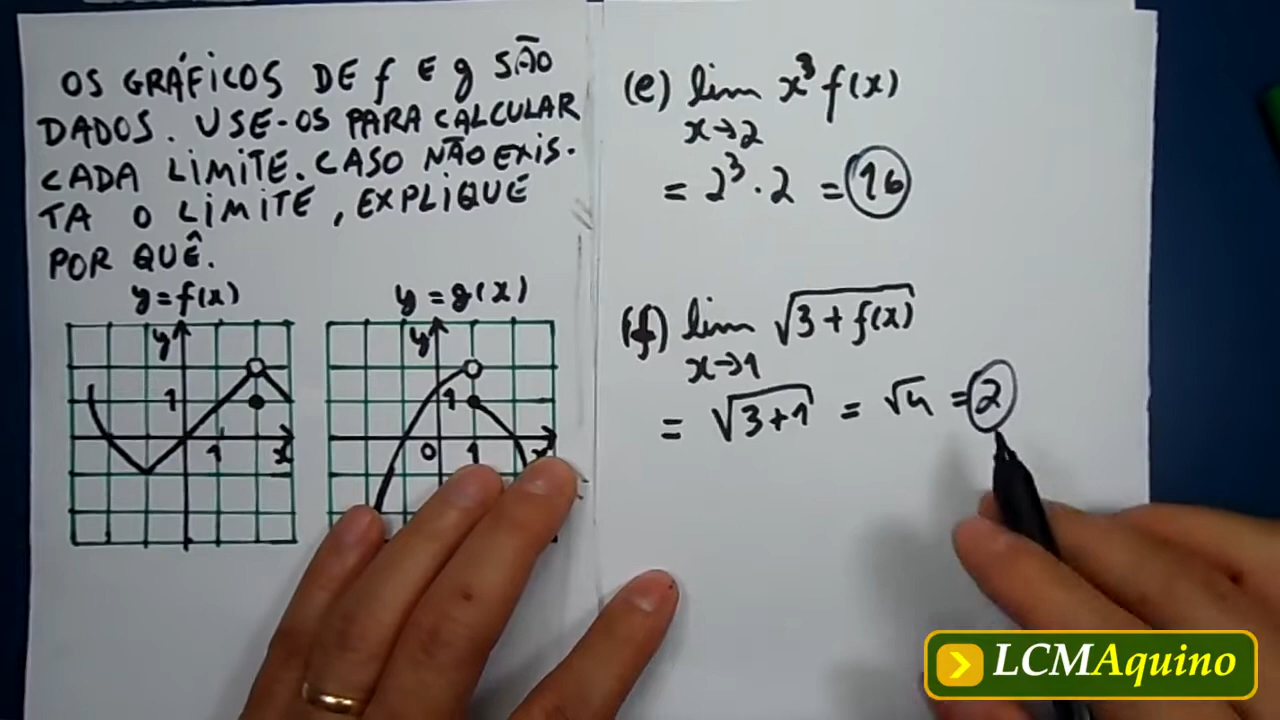 OS GRÁFICOS DE f E g SÃO
DADOS. USE-OS PARA CALCULAR
CADA LIMITE. CASO NÃO EXIS-
TA O LIMITE, EXPLIQUE
POR QUÊ.
y=f(x)
y
1
1
x
y=g(x)
y
1
0
1
x
(e) lim x³ f(x)
x→2
= 2³ · 2 = 16
(f) lim √3 + f(x)
x→1
= √3+1 = √4 = 2
LCMAquino